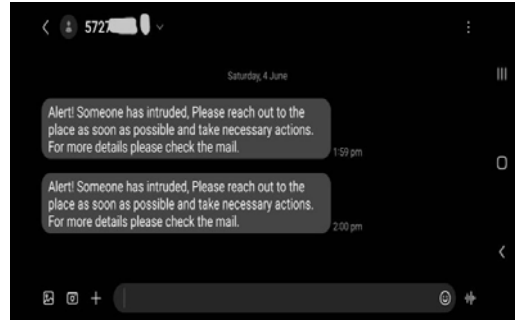 5727
Saturday, 4 June
Alert! Someone has intruded, Please reach out to the
place as soon as possible and take necessary actions.
For more details please check the mail.
1:59 pm
Alert! Someone has intruded, Please reach out to the
place as soon as possible and take necessary actions.
For more details please check the mail.
2:00 pm